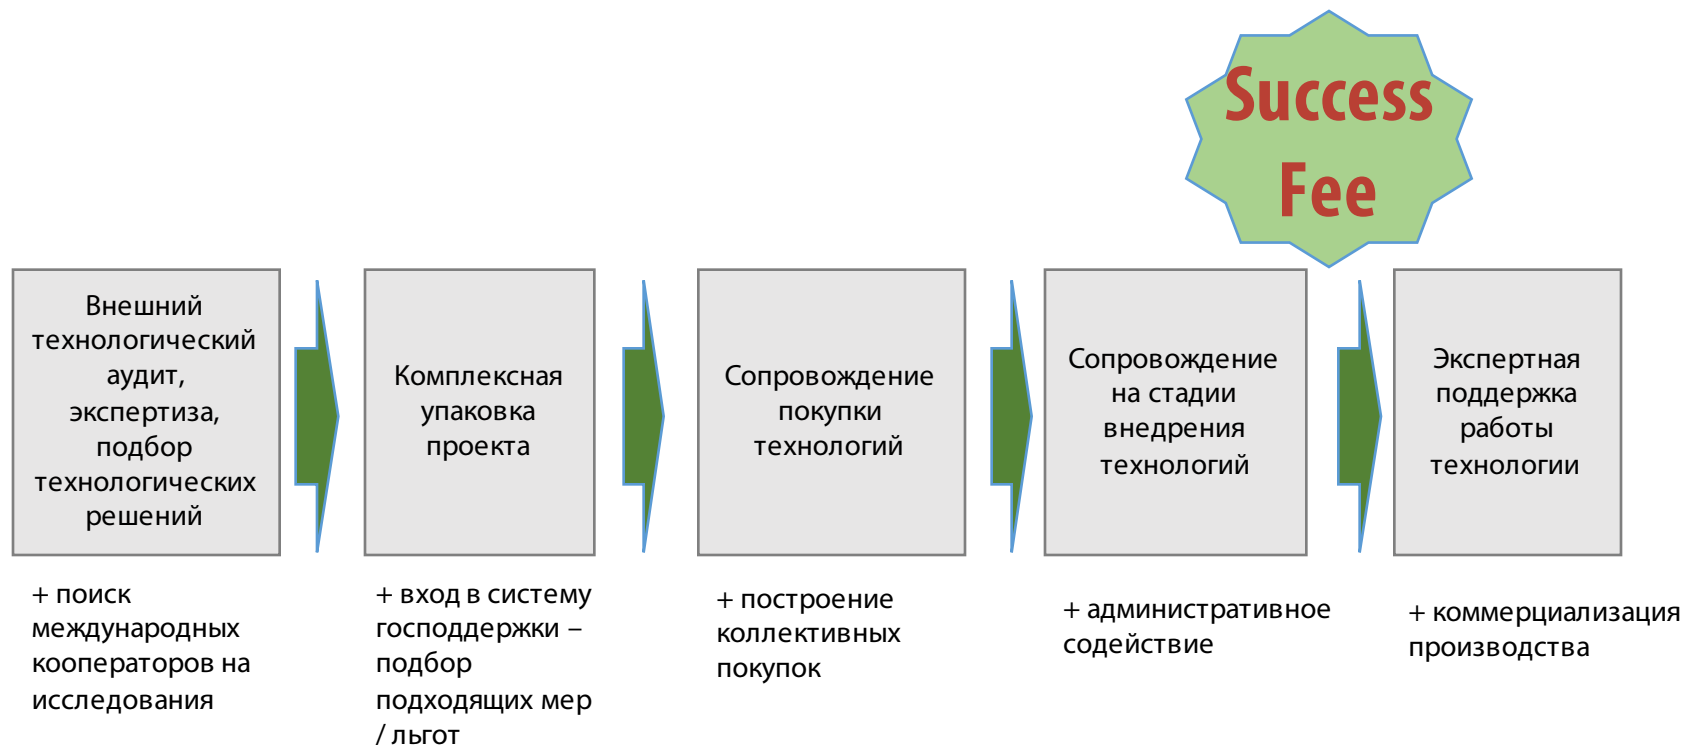 Success
Fee
Внешний
технологический
аудит,
экспертиза,
подбор
технологических
решений
Комплексная
упаковка
проекта
Сопровождение
покупки
технологий
Сопровождение
на стадии
внедрения
технологий
Экспертная
поддержка
работы
технологии
+ поиск
международных
кооператоров на
исследования
+ вход в систему
господдержки –
подбор
подходящих мер
/ льгот
+ построение
коллективных
покупок
+ административное
содействие
+ коммерциализация
производства